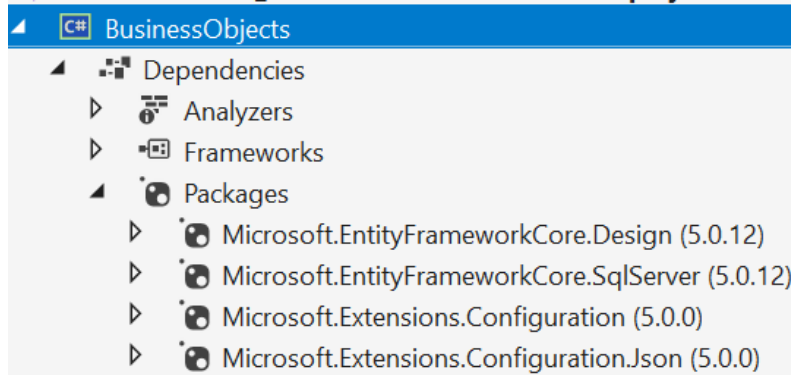 C# BusinessObjects
Dependencies
Analyzers
Frameworks
Packages
Microsoft.EntityFrameworkCore.Design (5.0.12)
Microsoft.EntityFrameworkCore.SqlServer (5.0.12)
Microsoft.Extensions.Configuration (5.0.0)
Microsoft.Extensions.Configuration.Json (5.0.0)